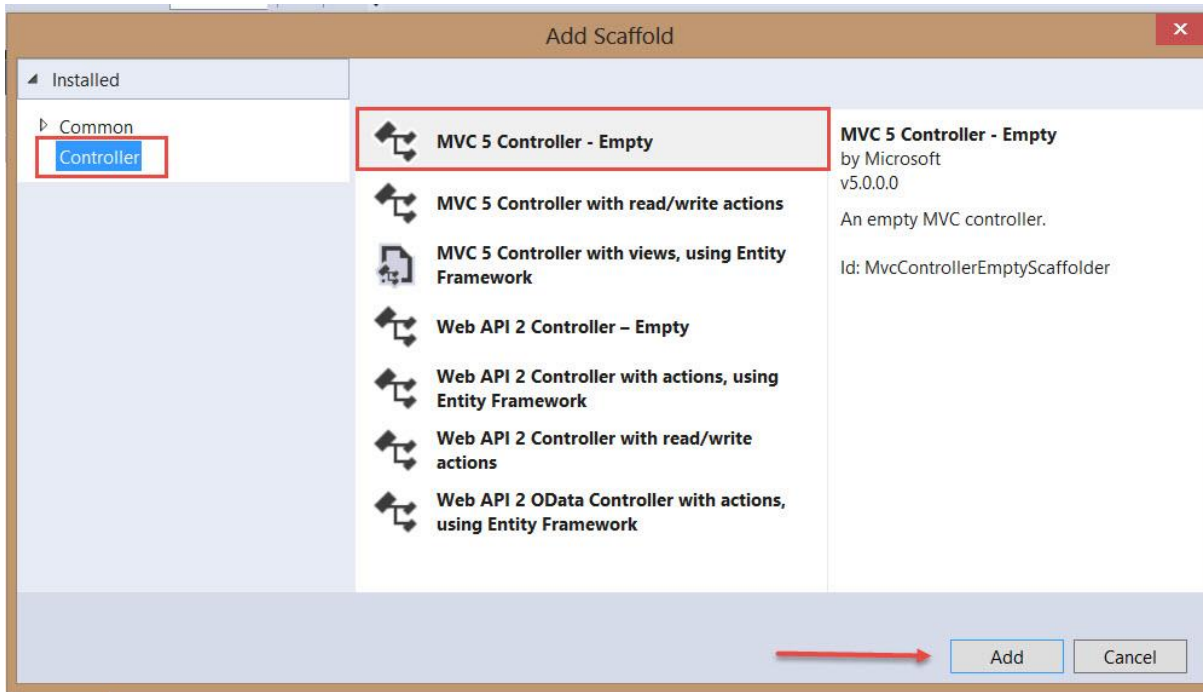 Add Scaffold
Installed
Common
Controller
MVC 5 Controller - Empty
MVC 5 Controller with read/write actions
MVC 5 Controller with views, using Entity
Framework
Web API 2 Controller – Empty
Web API 2 Controller with actions, using
Entity Framework
Web API 2 Controller with read/write
actions
Web API 2 OData Controller with actions,
using Entity Framework
MVC 5 Controller - Empty
by Microsoft
v5.0.0.0
An empty MVC controller.
Id: MvcControllerEmptyScaffolder
Add
Cancel